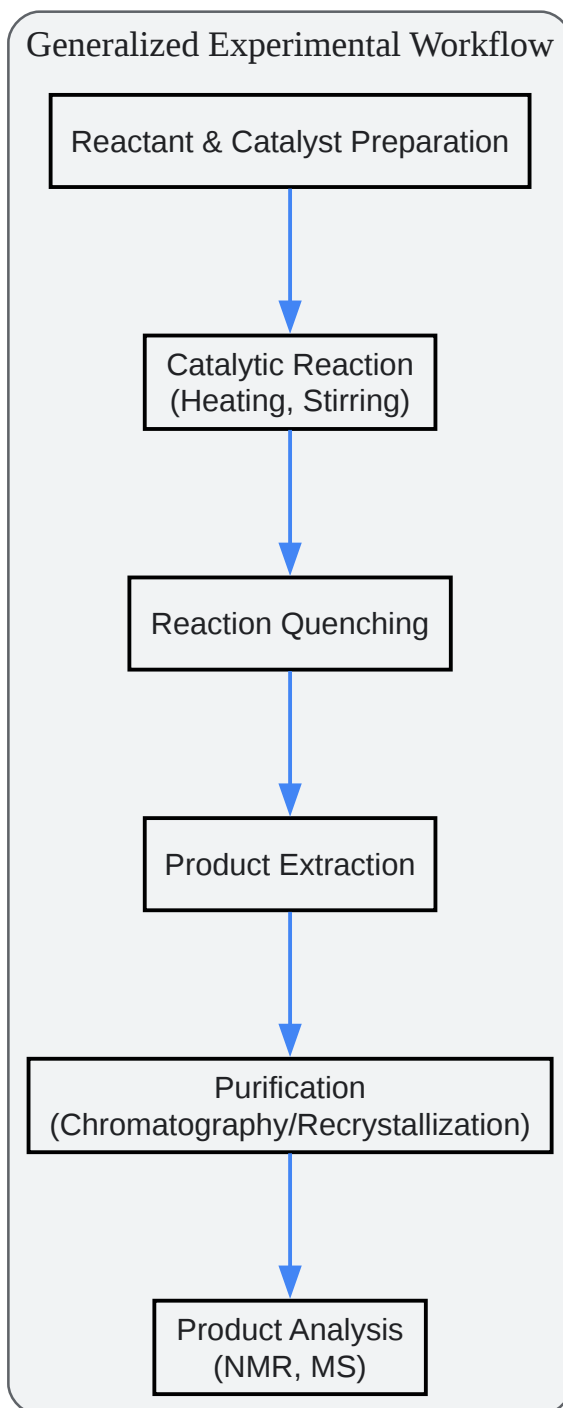 Generalized Experimental Workflow
Reactant & Catalyst Preparation
Catalytic Reaction
(Heating, Stirring)
Reaction Quenching
Product Extraction
Purification
(Chromatography/Recrystallization)
Product Analysis
(NMR, MS)